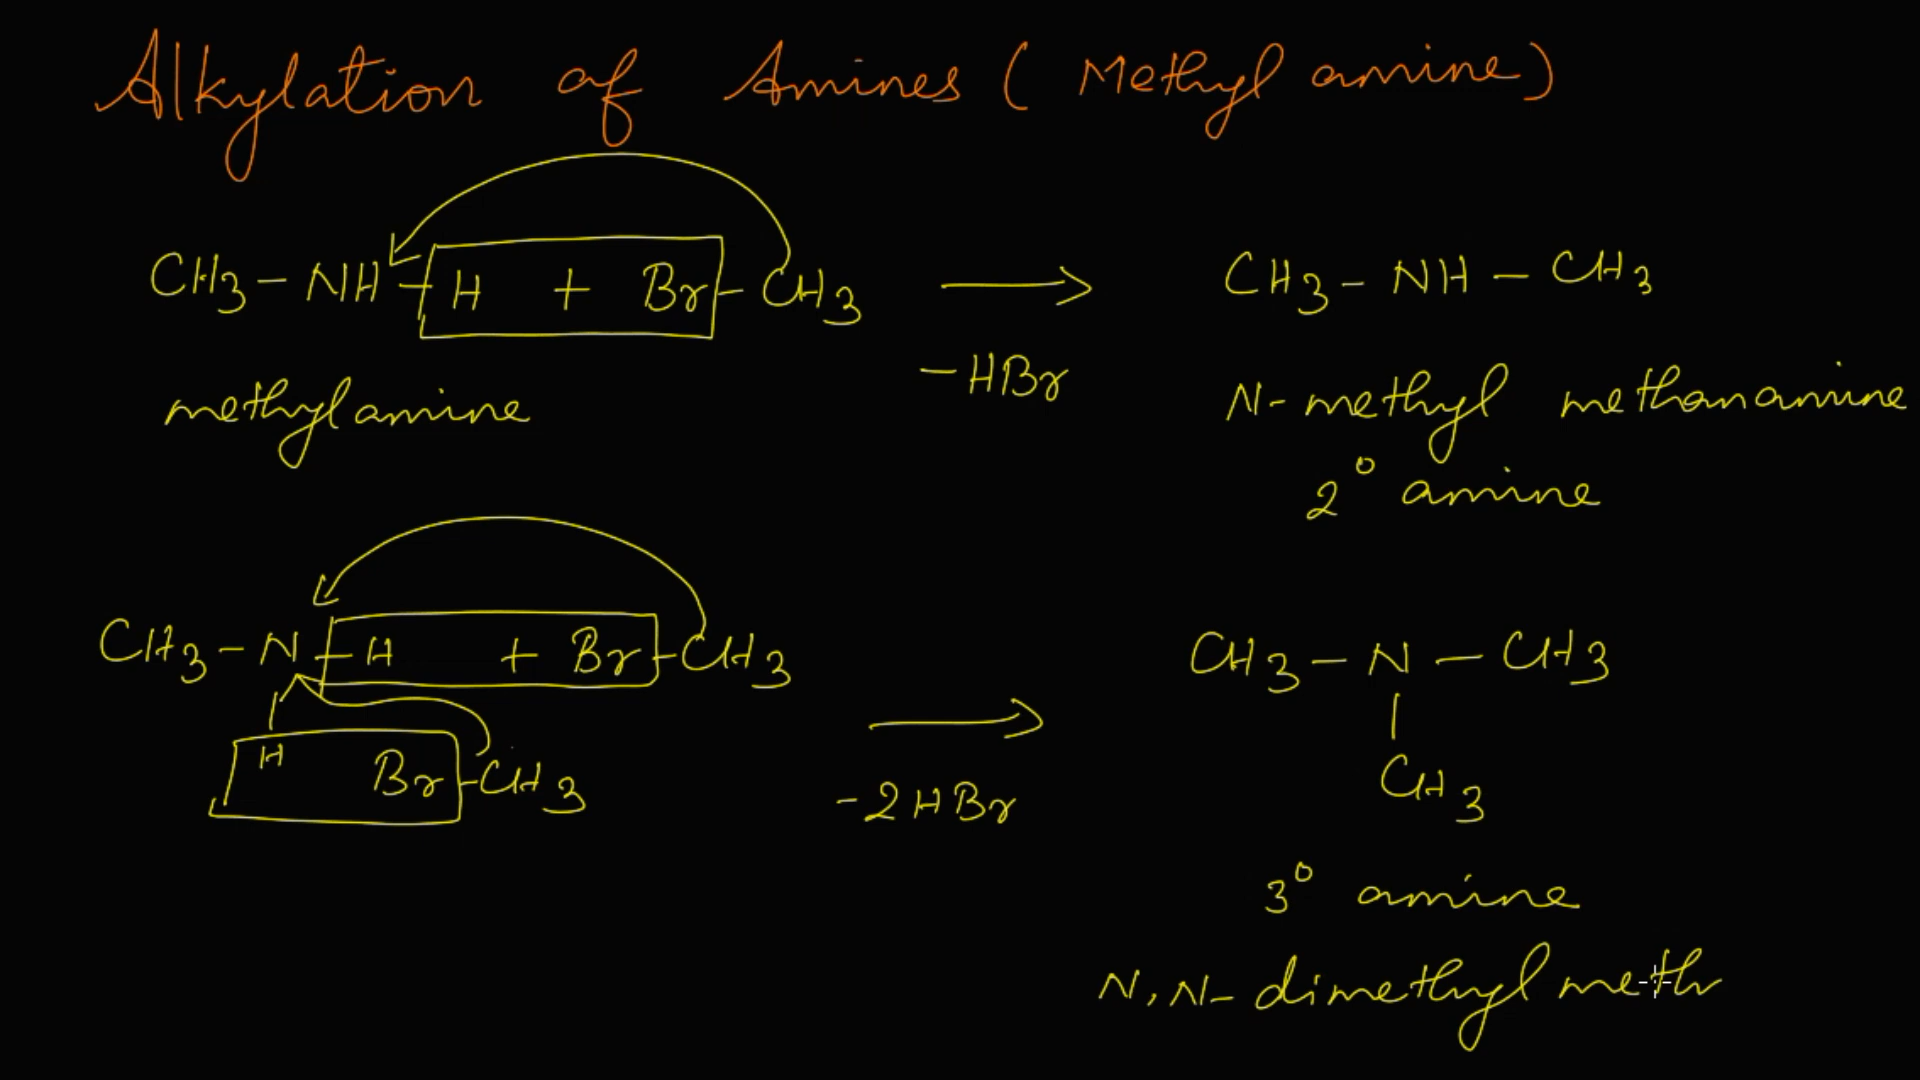 Alkylation of Amines ( Methyl amine )
CH3 - NH - H + Br - CH3 → CH3 - NH - CH3
- HBr
methylamine
N-methyl methanamine
2° amine
CH3 - N - H + Br - CH3
H Br - CH3
→
-2HBr
CH3 - N - CH3
|
CH3
3° amine
N,N-dimethyl meth